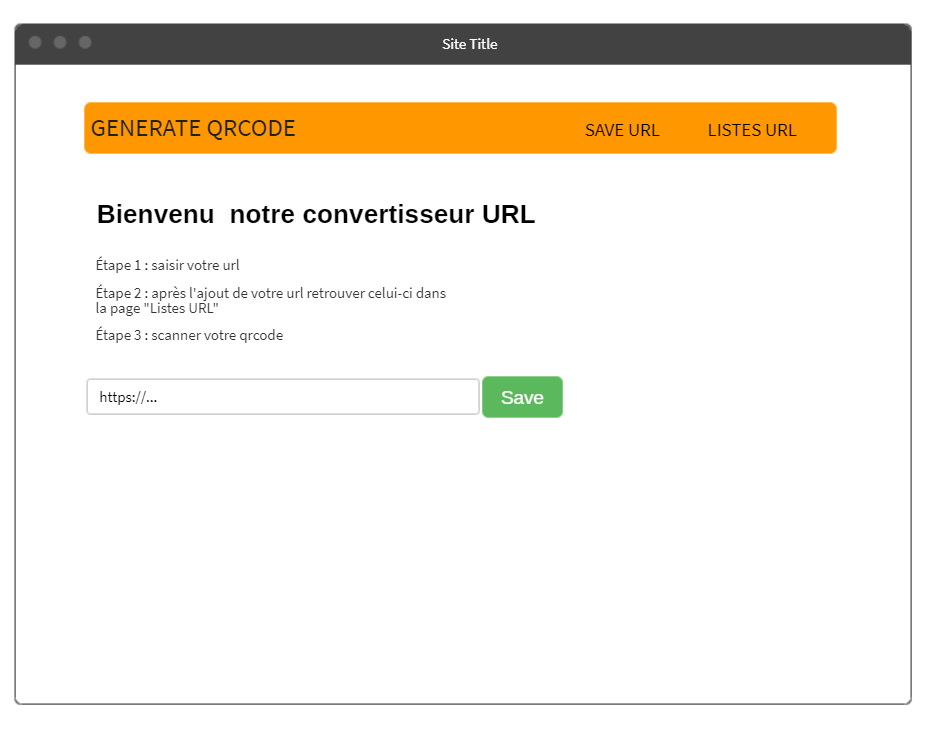 Site Title
GENERATE QRCODE SAVE URL LISTES URL
Bienvenu notre convertisseur URL
Étape 1 : saisir votre url
Étape 2 : après l'ajout de votre url retrouver celui-ci dans
la page "Listes URL"
Étape 3 : scanner votre qrcode
https://... Save